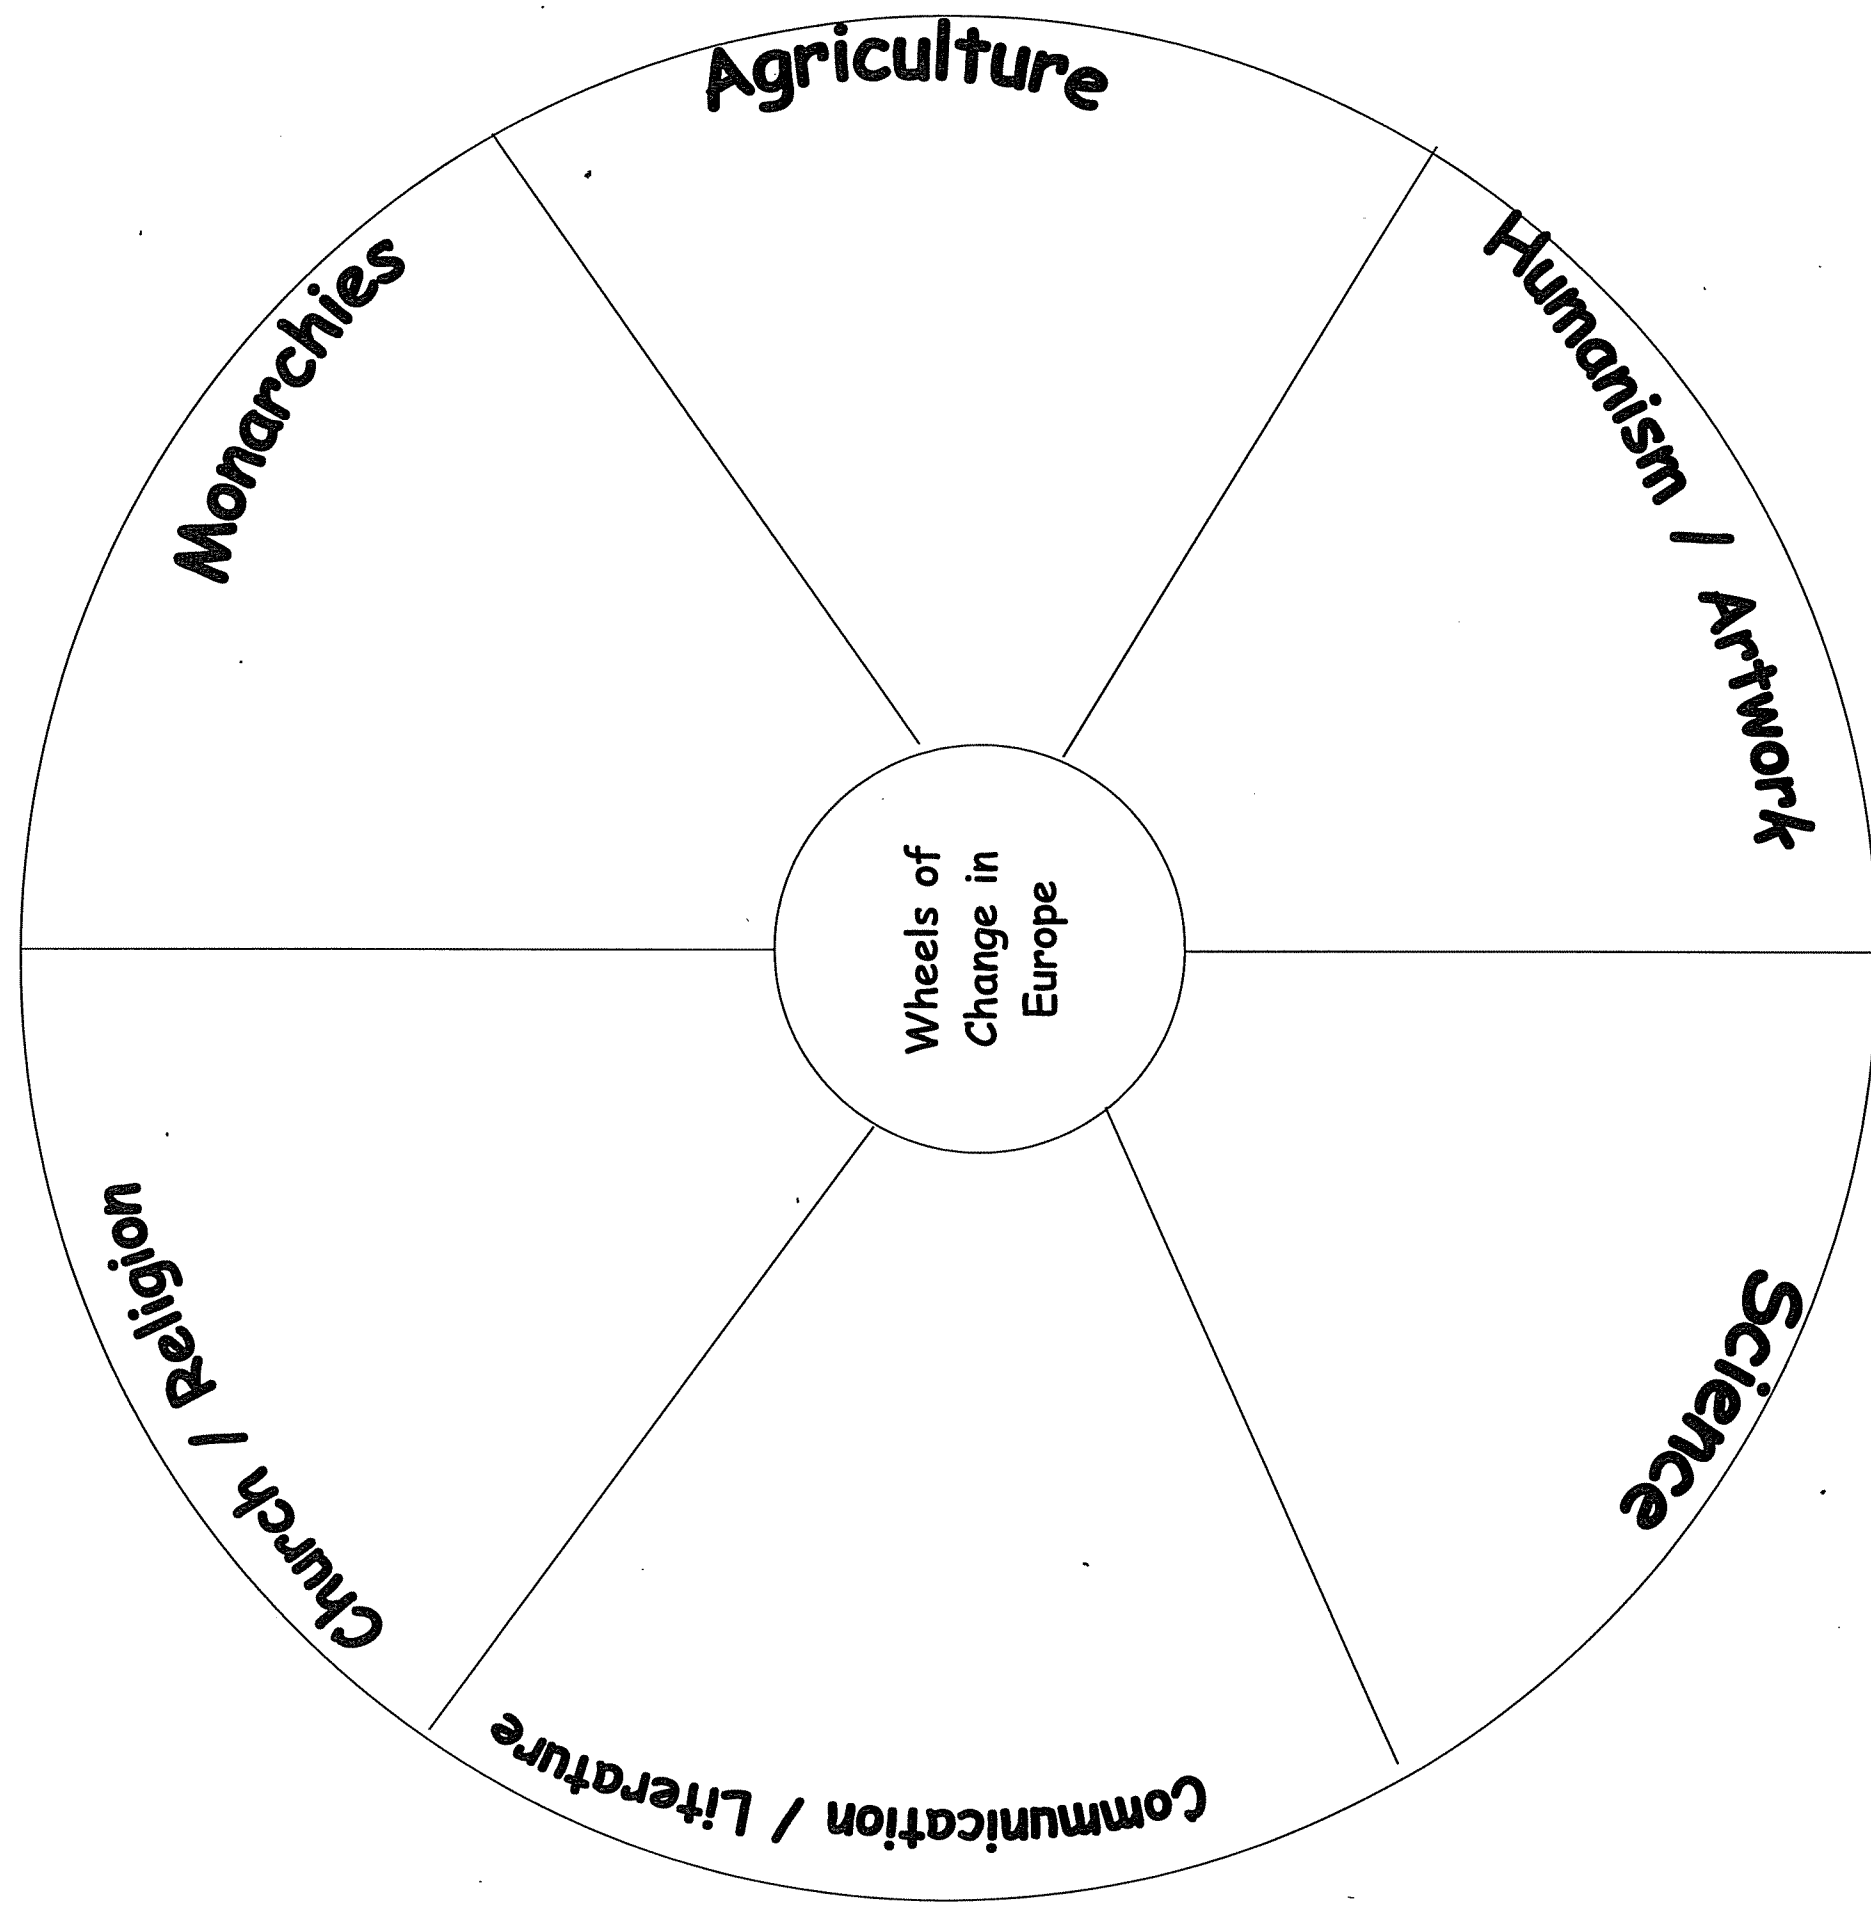 Agriculture
Humanism / Artwork
Science
Communication / Literature
Church / Religion
Monarchies
Wheels of
Change in
Europe